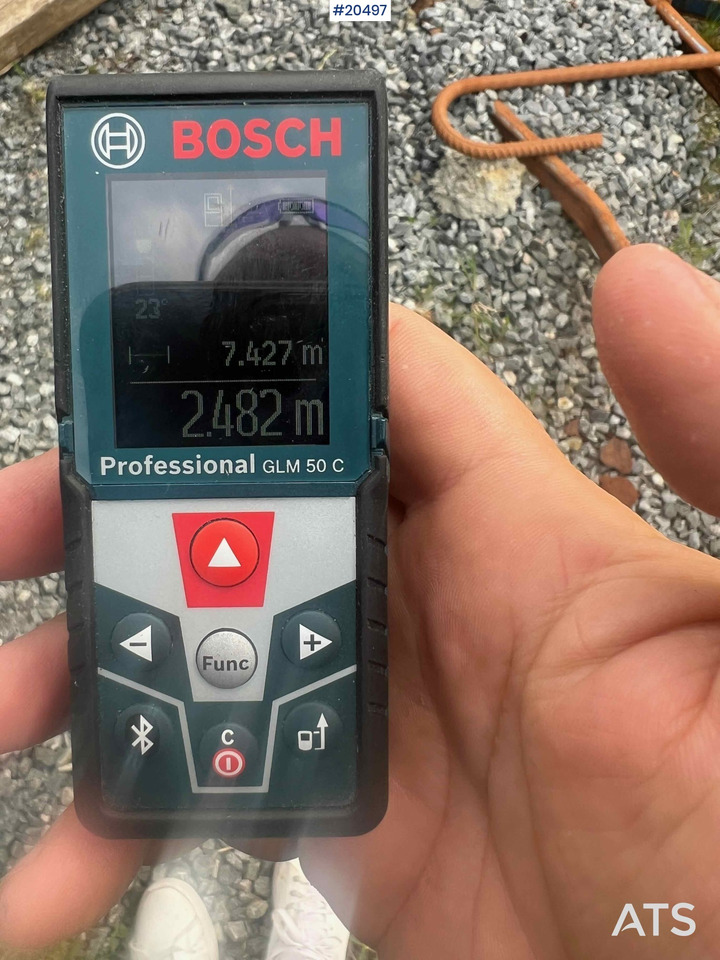 #20497
BOSCH
23°
7.427 m
2.482 m
Professional GLM 50 C
Func
C
ATS